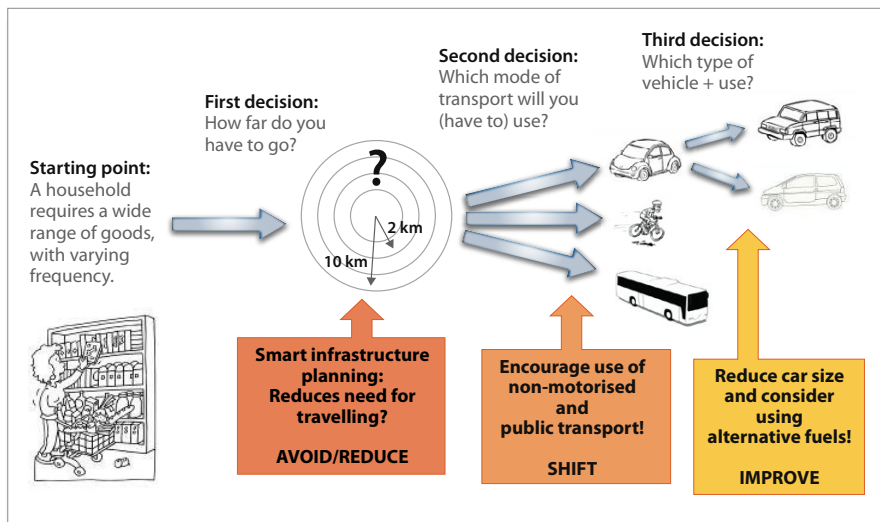 Starting point:
A household
requires a wide
range of goods,
with varying
frequency.
First decision:
How far do you
have to go?
?
2 km
10 km
Second decision:
Which mode of
transport will you
(have to) use?
Third decision:
Which type of
vehicle + use?
Smart infrastructure
planning:
Reduces need for
travelling?
AVOID/REDUCE
Encourage use of
non-motorised
and
public transport!
SHIFT
Reduce car size
and consider
using
alternative fuels!
IMPROVE